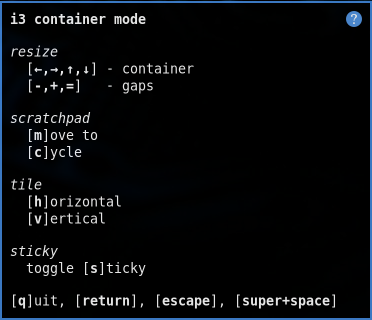 i3 container mode ?
resize
[←,→,↑,↓] - container
[-,+,=] - gaps
scratchpad
[m]ove to
[c]ycle
tile
[h]orizontal
[v]ertical
sticky
toggle [s]ticky
[q]uit, [return], [escape], [super+space]